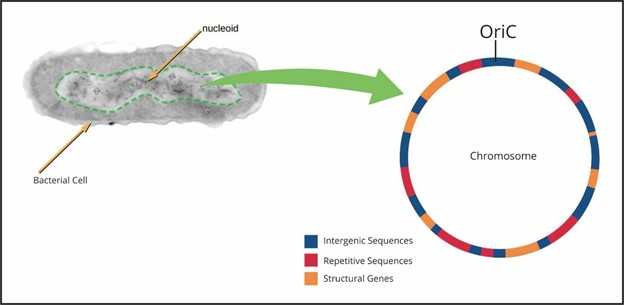 nucleoid
OriC
Chromosome
Bacterial Cell
Intergenic Sequences
Repetitive Sequences
Structural Genes